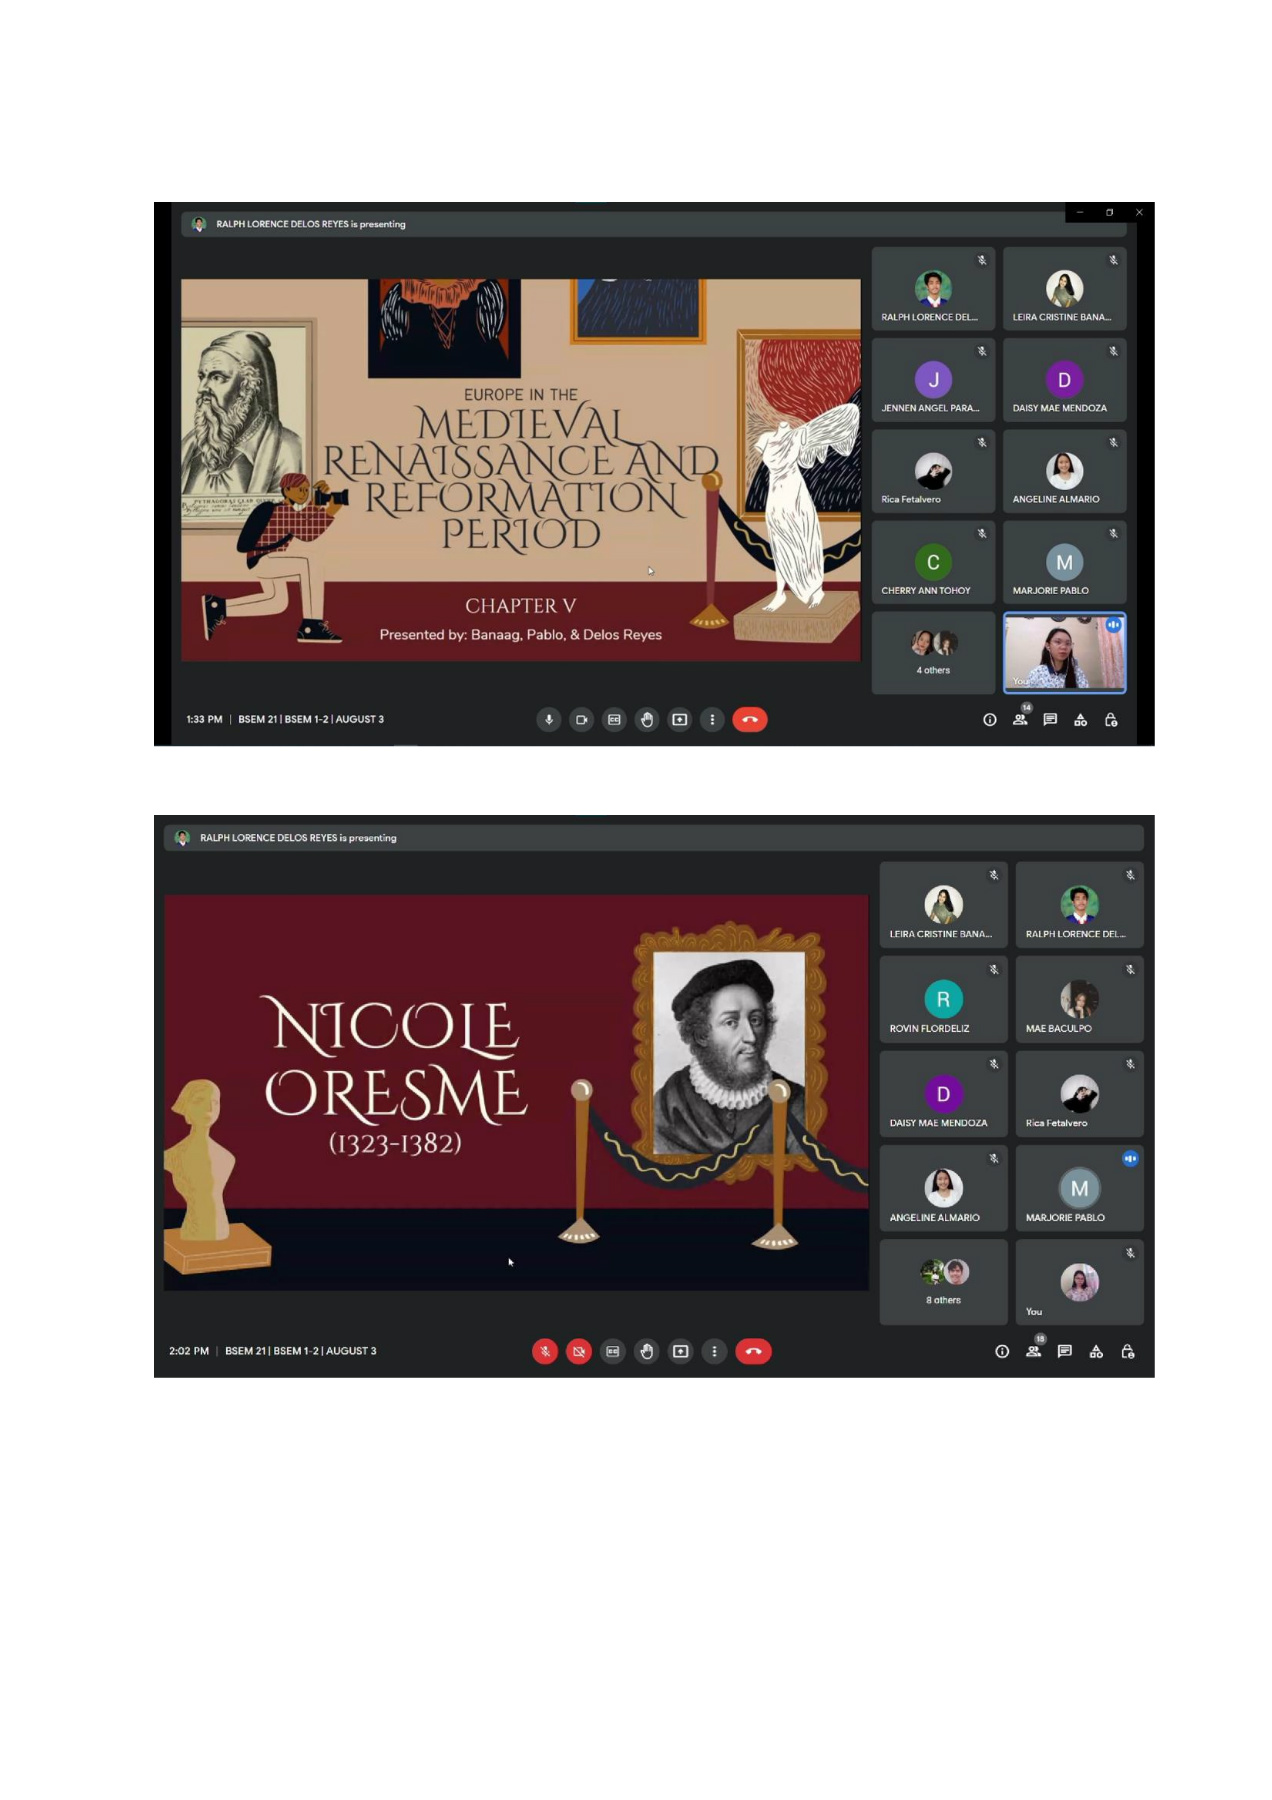 RALPH LORENCE DELOS REYES is presenting
EUROPE IN THE
MEDIEVAL
RENAISSANCE AND
REFORMATION
PERIOD
CHAPTER V
Presented by: Banaag, Pablo, & Delos Reyes
RALPH LORENCE DEL...
LEIRA CRISTINE BANA...
J
JENNEN ANGEL PARA...
D
DAISY MAE MENDOZA
Rica Fetalvero
ANGELINE ALMARIO
C
CHERRY ANN TOHOY
M
MARJORIE PABLO
4 others
You
1:33 PM | BSEM 21 | BSEM 1-2 | AUGUST 3
14
RALPH LORENCE DELOS REYES is presenting
NICOLE
ORESME
(1323-1382)
LEIRA CRISTINE BANA...
RALPH LORENCE DEL...
R
ROVIN FLORDELIZ
MAE BACULPO
D
DAISY MAE MENDOZA
Rica Fetalvero
ANGELINE ALMARIO
M
MARJORIE PABLO
8 others
You
2:02 PM | BSEM 21 | BSEM 1-2 | AUGUST 3
18